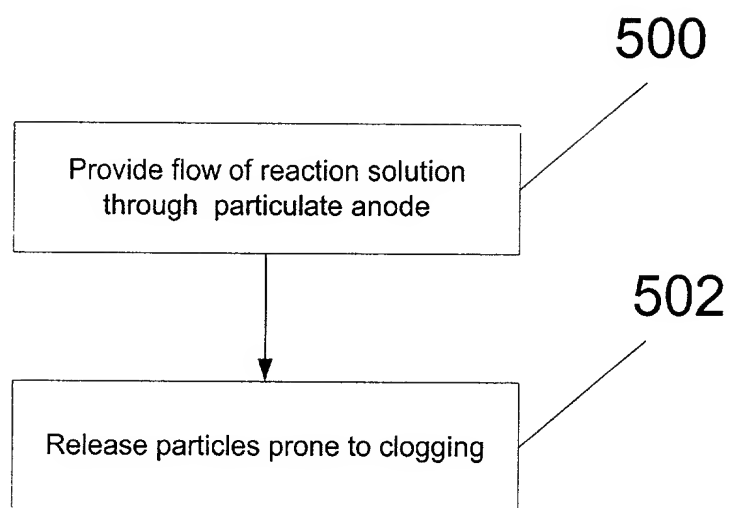 500
Provide flow of reaction solution
through particulate anode
502
Release particles prone to clogging